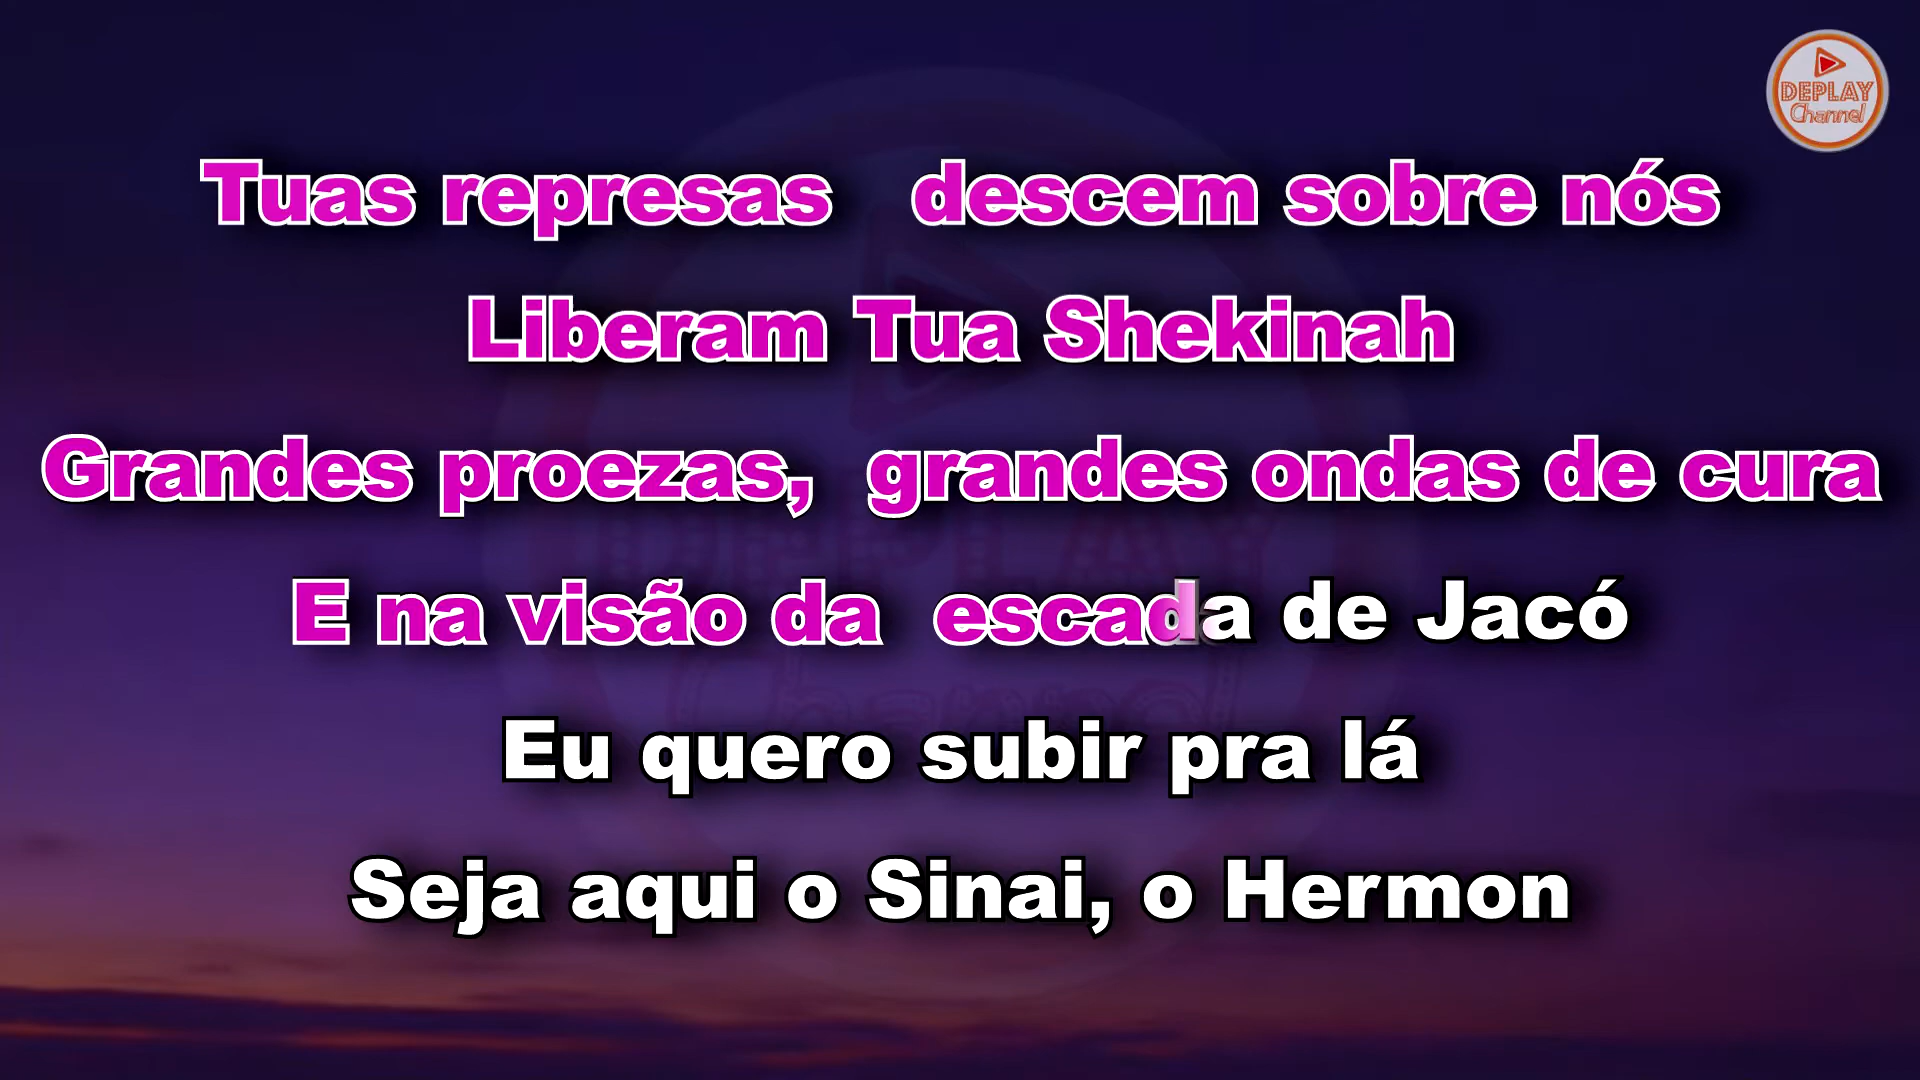 DEPLAY
Channel
Tuas represas descem sobre nós
Liberam Tua Shekinah
Grandes proezas, grandes ondas de cura
E na visão da escada de Jacó
Eu quero subir pra lá
Seja aqui o Sinai, o Hermon